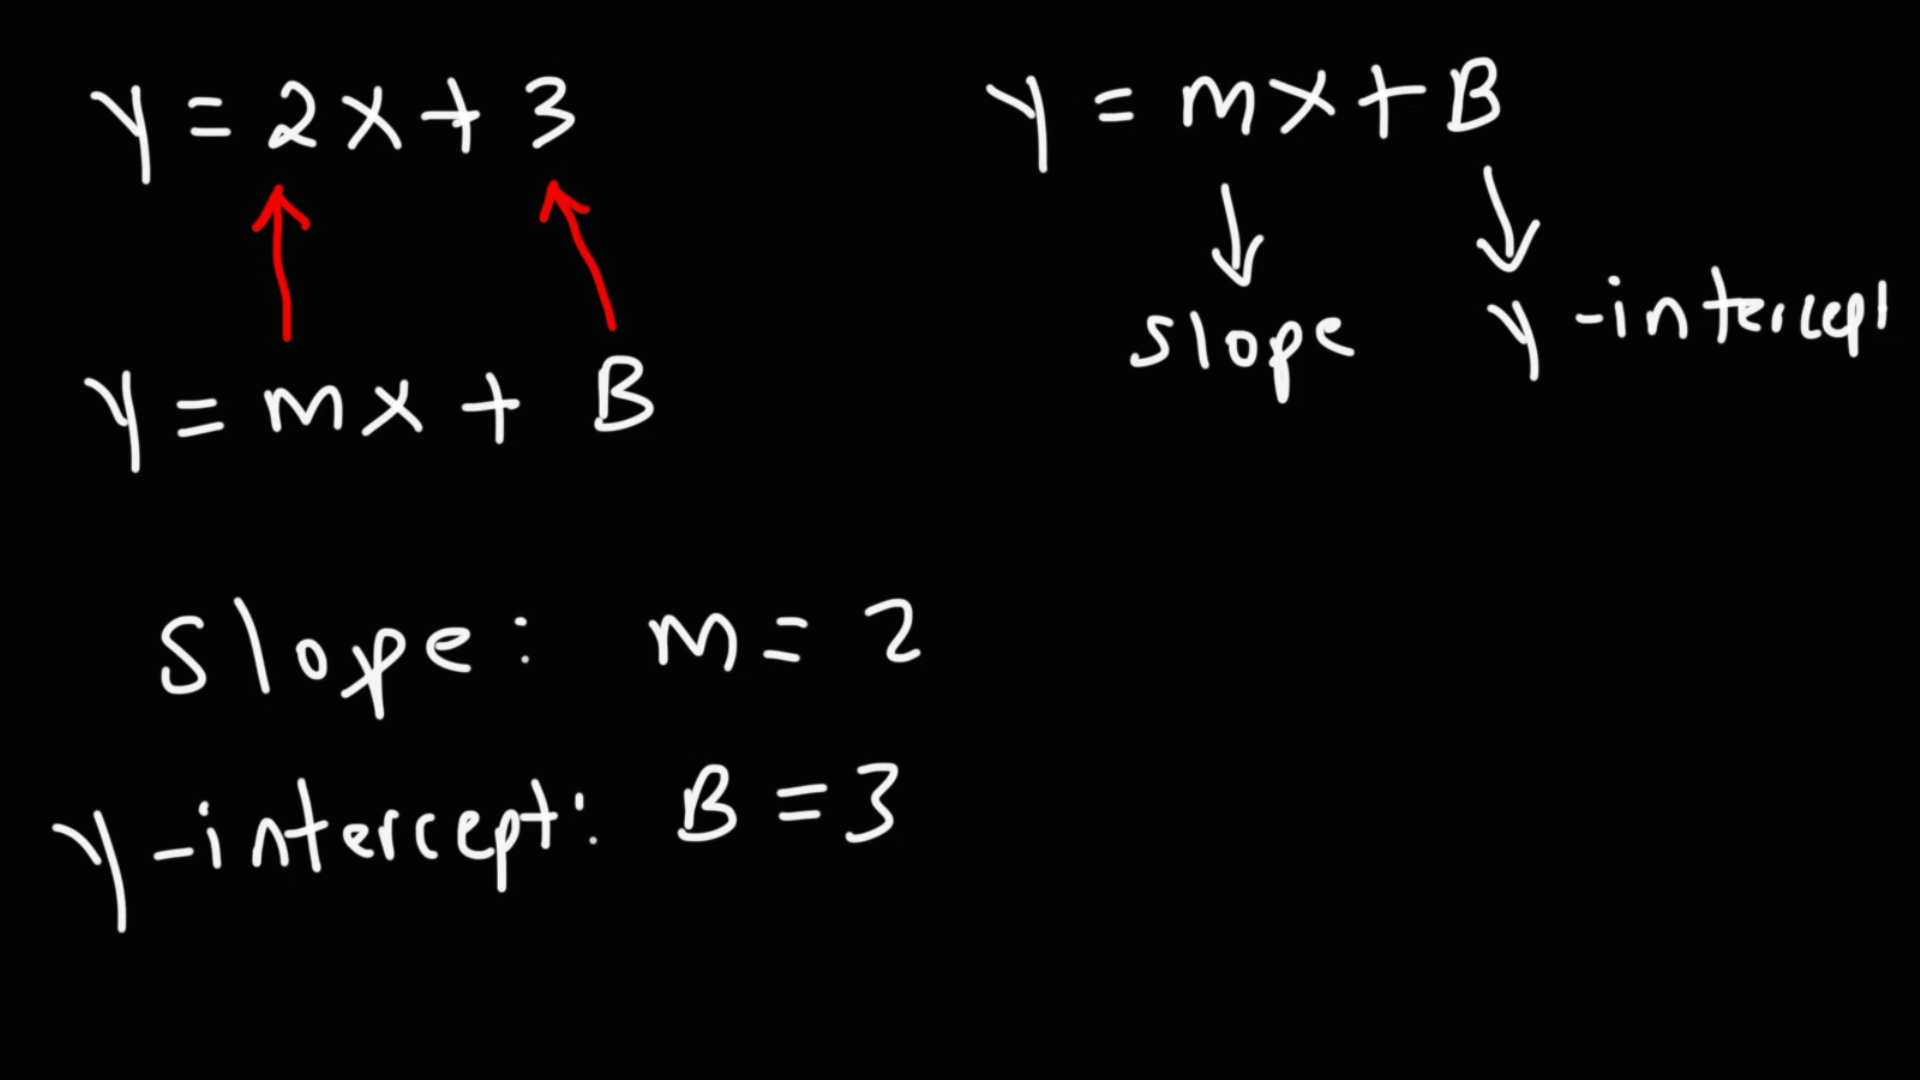 y = 2x + 3
y = mx + B
slope: m = 2
y-intercept: B = 3
y = mx + B
slope y-intercept